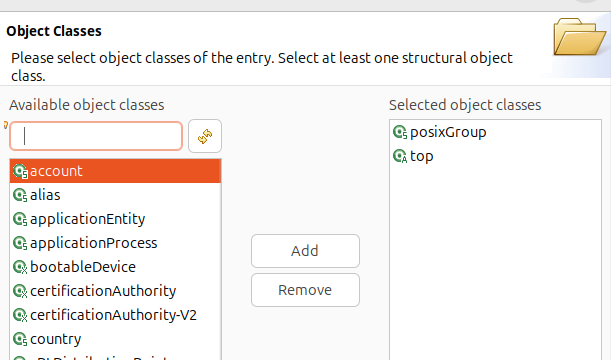 Object Classes
Please select object classes of the entry. Select at least one structural object
class.
Available object classes
Selected object classes
account
alias
applicationEntity
applicationProcess
bootableDevice
certificationAuthority
certificationAuthority-V2
country
Add
Remove
posixGroup
top